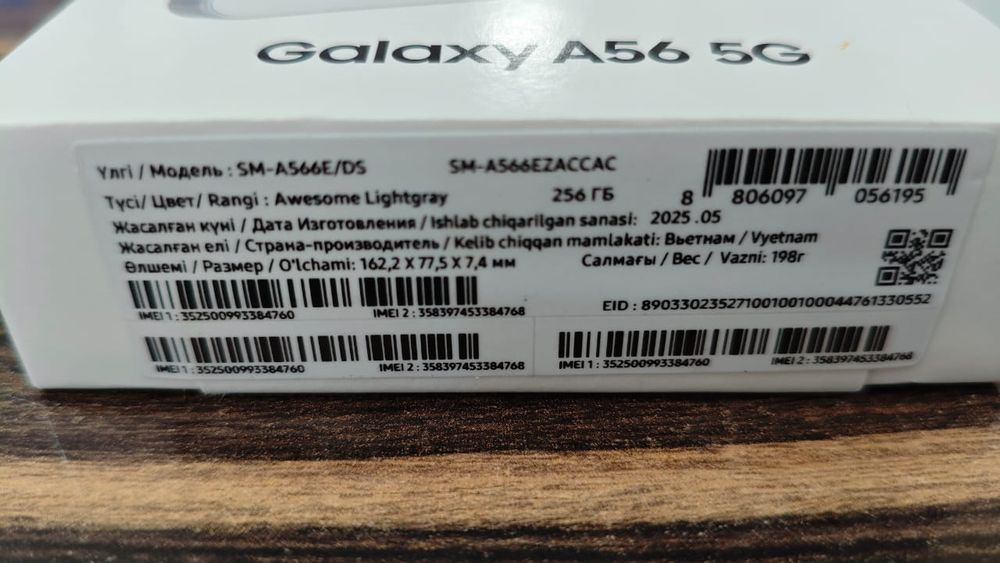 Galaxy A56 5G
Үлгі / Модель : SM-A566E/DS SM-A566EZACCAC
Түсі/ Цвет/ Rangi : Awesome Lightgray 256 ГБ
8 806097 056195
Жасалған күні / Дата Изготовления / Ishlab chiqarilgan sanasi: 2025 .05
Жасалған елі / Страна-производитель / Kelib chiqqan mamlakati: Вьетнам / Vyetnam
Өлшемі / Размер / O'lchami: 162,2 X 77,5 X 7,4 мм Салмағы / Вес / Vazni: 198г
IMEI 1 : 352500993384760 IMEI 2 : 358397453384768
EID : 89033023527100100100044761330552
IMEI 1 : 352500993384760 IMEI 2 : 358397453384768
IMEI 1 : 352500993384760 IMEI 2 : 358397453384768